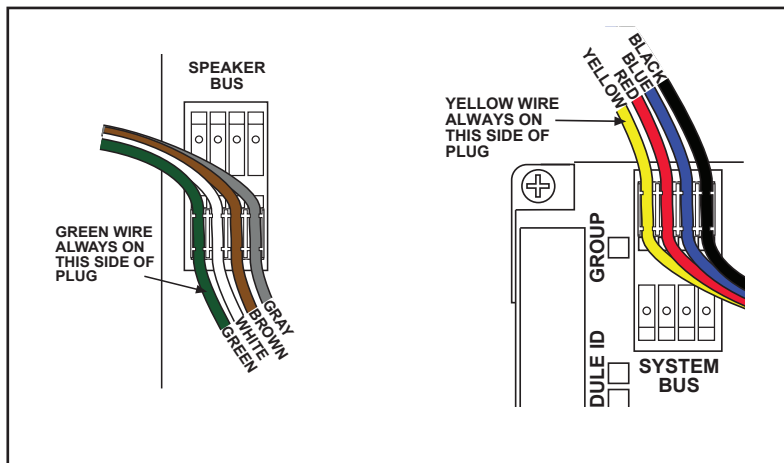 SPEAKER
BUS
GREEN WIRE
ALWAYS ON
THIS SIDE OF
PLUG
GREEN
WHITE
BROWN
GRAY
YELLOW WIRE
ALWAYS ON
THIS SIDE OF
PLUG
YELLOW
RED
BLUE
BLACK
GROUP
DULE ID
SYSTEM
BUS